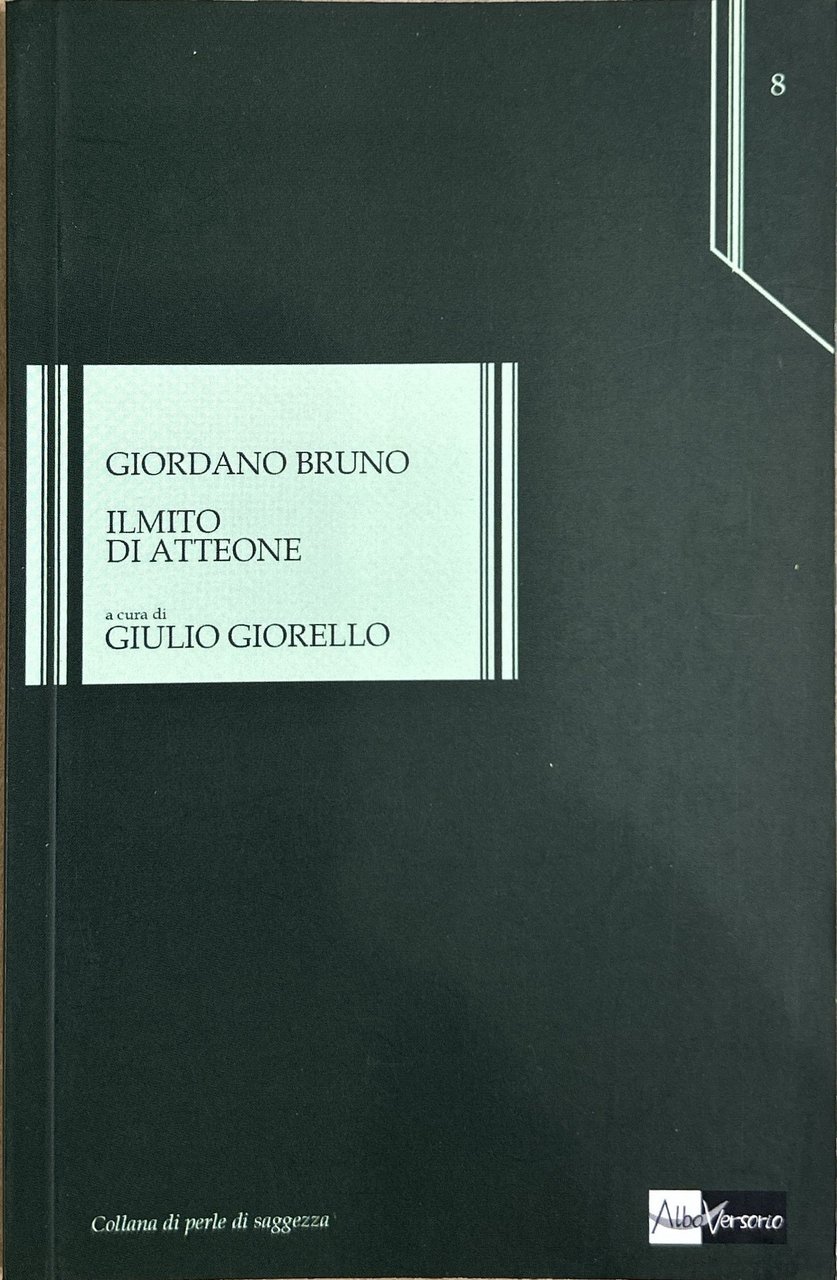 8
GIORDANO BRUNO
ILMITO
DI ATTEONE
a cura di
GIULIO GIORELLO
Collana di perle di saggezza
AlboVersorio